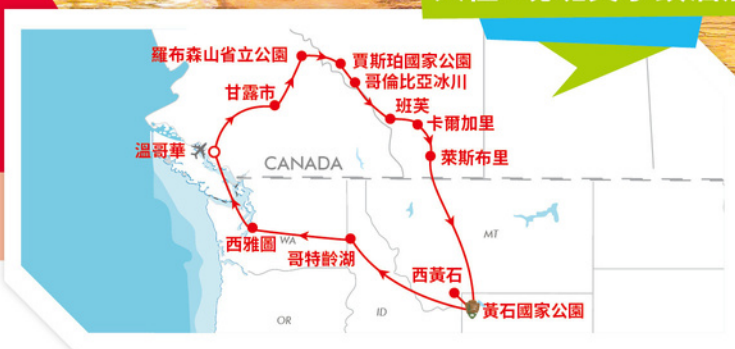 羅布森山省立公園
賈斯珀國家公園
哥倫比亞冰川
甘露市
班芙
卡爾加里
溫哥華
CANADA
萊斯布里
西雅圖
WA
哥特齡湖
MT
西黃石
黃石國家公園
OR
ID